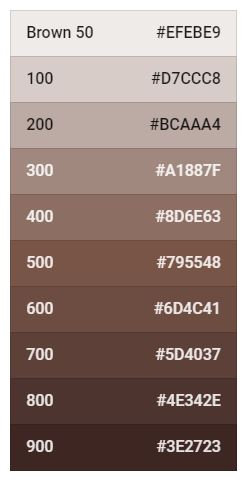 Brown 50 #EFEBE9
100 #D7CCC8
200 #BCAAA4
300 #A1887F
400 #8D6E63
500 #795548
600 #6D4C41
700 #5D4037
800 #4E342E
900 #3E2723